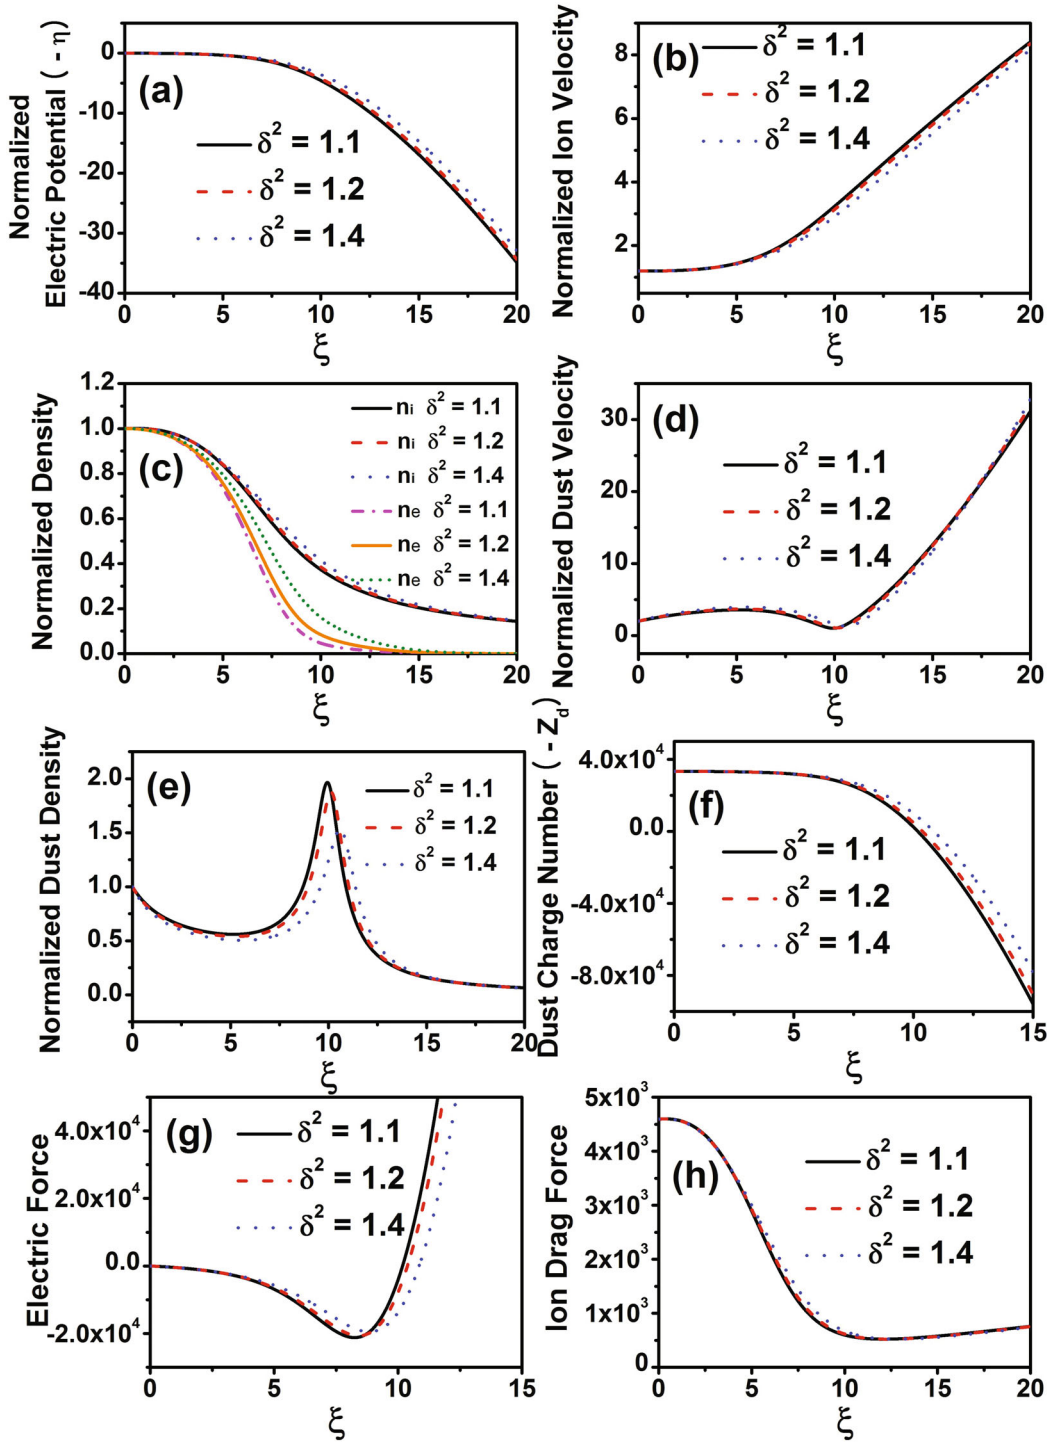 Normalized
Electric Potential ( - η)
0
-10
-20
-30
-40
(a)
δ² = 1.1
δ² = 1.2
δ² = 1.4
0 5 10 15 20
ξ
Normalized Ion Velocity
8
6
4
2
(b)
δ² = 1.1
δ² = 1.2
δ² = 1.4
0 5 10 15 20
ξ
Normalized Density
1.2
1.0
0.8
0.6
0.4
0.2
0.0
(c)
nᵢ δ² = 1.1
nᵢ δ² = 1.2
nᵢ δ² = 1.4
nₑ δ² = 1.1
nₑ δ² = 1.2
nₑ δ² = 1.4
0 5 10 15 20
ξ
Normalized Dust Velocity
30
20
10
0
(d)
δ² = 1.1
δ² = 1.2
δ² = 1.4
0 5 10 15 20
ξ
Normalized Dust Density
2.0
1.5
1.0
0.5
0.0
(e)
δ² = 1.1
δ² = 1.2
δ² = 1.4
0 5 10 15 20
ξ
Dust Charge Number ( - Z_d)
4.0x10⁴
0.0
-4.0x10⁴
-8.0x10⁴
(f)
δ² = 1.1
δ² = 1.2
δ² = 1.4
0 5 10 15
ξ
Electric Force
4.0x10⁴
2.0x10⁴
0.0
-2.0x10⁴
(g)
δ² = 1.1
δ² = 1.2
δ² = 1.4
0 5 10 15
ξ
Ion Drag Force
5x10³
4x10³
3x10³
2x10³
1x10³
0
(h)
δ² = 1.1
δ² = 1.2
δ² = 1.4
0 5 10 15 20
ξ